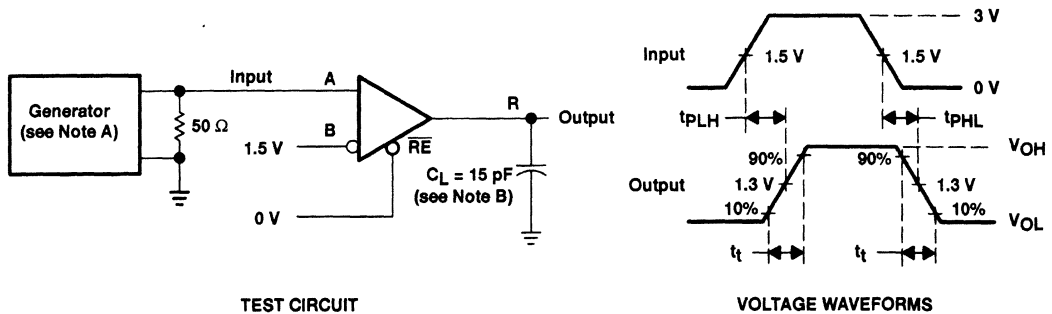 Generator
(see Note A)
50 Ω
Input
A
B
1.5 V
RE
0 V
R
Output
CL = 15 pF
(see Note B)
TEST CIRCUIT
Input
3 V
1.5 V
1.5 V
0 V
tPLH
tPHL
Output
VOH
90%
90%
1.3 V
1.3 V
10%
10%
VOL
tt
tt
VOLTAGE WAVEFORMS